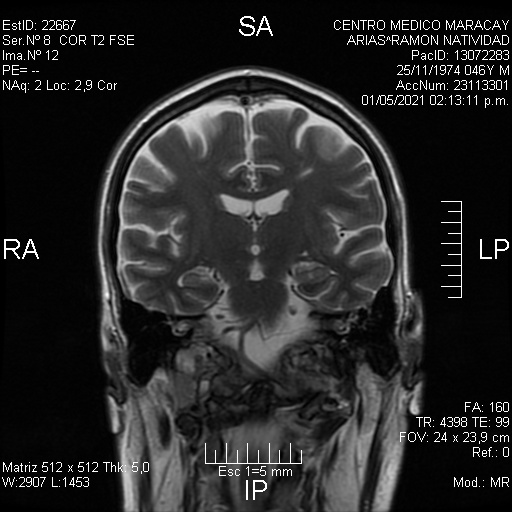 EstID: 22667
Ser.Nº 8  COR T2 FSE
Ima.Nº 12
PE= --
NAq: 2 Loc: 2,9 Cor
SA
CENTRO MEDICO MARACAY
ARIAS^RAMON NATIVIDAD
PacID: 13072283
25/11/1974 046Y M
AccNum: 23113301
01/05/2021 02:13:11 p.m.
RA
LP
FA: 160
TR: 4398 TE: 99
FOV: 24 x 23,9 cm
Ref.: 0
Matriz 512 x 512 Thk: 5,0
W:2907 L:1453
Esc 1=5 mm
IP
Mod.: MR